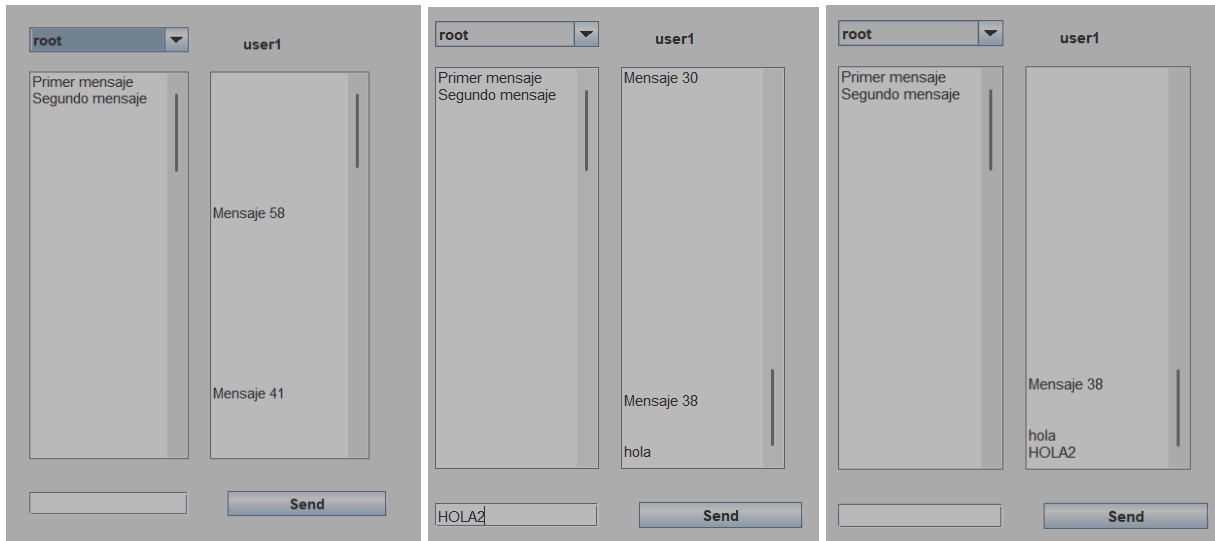 root
user1
Primer mensaje
Segundo mensaje
Mensaje 58
Mensaje 41
Send
root
user1
Primer mensaje
Segundo mensaje
Mensaje 30
Mensaje 38
hola
HOLA2
Send
root
user1
Primer mensaje
Segundo mensaje
Mensaje 38
hola
HOLA2
Send